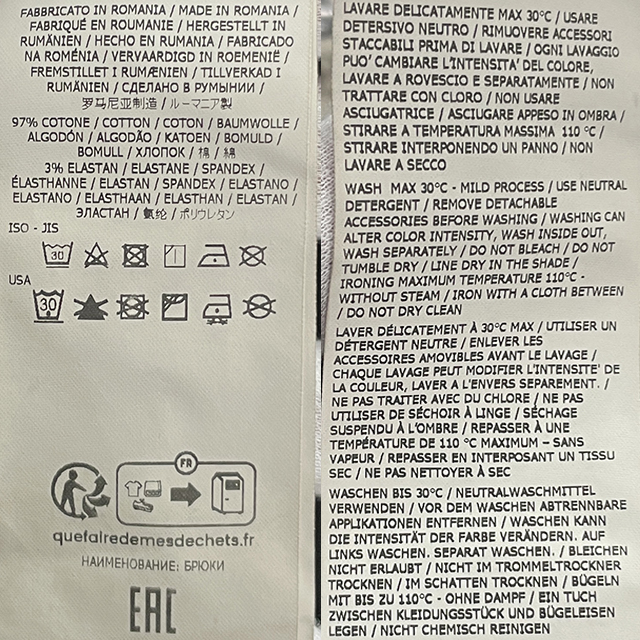 FABBRICATO IN ROMANIA / MADE IN ROMANIA /
FABRIQUÉ EN ROUMANIE / HERGESTELLT IN
RUMÄNIEN / HECHO EN RUMANIA / FABRICADO
NA ROMÉNIA / VERVAARDIGD IN ROEMENIË /
FREMSTILLET I RUMÆNIEN / TILLVERKAD I
RUMÄNIEN / СДЕЛАНО В РУМЫНИИ /
罗马尼亚制造 / ルーマニア製
97% COTONE / COTTON / COTON / BAUMWOLLE /
ALGODÓN / ALGODÃO / KATOEN / BOMULD /
BOMULL / ХЛОПОК / 棉 / 綿
3% ELASTAN / ELASTANE / SPANDEX /
ÉLASTHANNE / ELASTAN / SPANDEX / ELASTANO /
ELASTANO / ELASTHAAN / ELASTHAN / ELASTAN /
ЭЛАСТАН / 氨纶 / ポリウレタン
ISO - JIS
30
USA
30
FR
quefairedemesdechets.fr
НАИМЕНОВАНИЕ: БРЮКИ
EAC
LAVARE DELICATAMENTE MAX 30°C / USARE
DETERSIVO NEUTRO / RIMUOVERE ACCESSORI
STACCABILI PRIMA DI LAVARE / OGNI LAVAGGIO
PUO' CAMBIARE L'INTENSITA' DEL COLORE,
LAVARE A ROVESCIO E SEPARATAMENTE / NON
TRATTARE CON CLORO / NON USARE
ASCIUGATRICE / ASCIUGARE APPESO IN OMBRA /
STIRARE A TEMPERATURA MASSIMA 110 °C /
STIRARE INTERPONENDO UN PANNO / NON
LAVARE A SECCO
WASH MAX 30°C - MILD PROCESS / USE NEUTRAL
DETERGENT / REMOVE DETACHABLE
ACCESSORIES BEFORE WASHING / WASHING CAN
ALTER COLOR INTENSITY, WASH INSIDE OUT,
WASH SEPARATELY / DO NOT BLEACH / DO NOT
TUMBLE DRY / LINE DRY IN THE SHADE /
IRONING MAXIMUM TEMPERATURE 110°C -
WITHOUT STEAM / IRON WITH A CLOTH BETWEEN
/ DO NOT DRY CLEAN
LAVER DÉLICATEMENT À 30°C MAX / UTILISER UN
DÉTERGENT NEUTRE / ENLEVER LES
ACCESSOIRES AMOVIBLES AVANT LE LAVAGE /
CHAQUE LAVAGE PEUT MODIFIER L'INTENSITE' DE
LA COULEUR, LAVER A L'ENVERS SEPAREMENT. /
NE PAS TRAITER AVEC DU CHLORE / NE PAS
UTILISER DE SÉCHOIR À LINGE / SÉCHAGE
SUSPENDU À L'OMBRE / REPASSER À UNE
TEMPÉRATURE DE 110 °C MAXIMUM – SANS
VAPEUR / REPASSER EN INTERPOSANT UN TISSU
SEC / NE PAS NETTOYER À SEC
WASCHEN BIS 30°C / NEUTRALWASCHMITTEL
VERWENDEN / VOR DEM WASCHEN ABTRENNBARE
APPLIKATIONEN ENTFERNEN / WASCHEN KANN
DIE INTENSITÄT DER FARBE VERÄNDERN. AUF
LINKS WASCHEN. SEPARAT WASCHEN. / BLEICHEN
NICHT ERLAUBT / NICHT IM TROMMELTROCKNER
TROCKNEN / IM SCHATTEN TROCKNEN / BÜGELN
MIT BIS ZU 110°C - OHNE DAMPF / EIN TUCH
ZWISCHEN KLEIDUNGSSTÜCK UND BÜGELEISEN
LEGEN / NICHT CHEMISCH REINIGEN